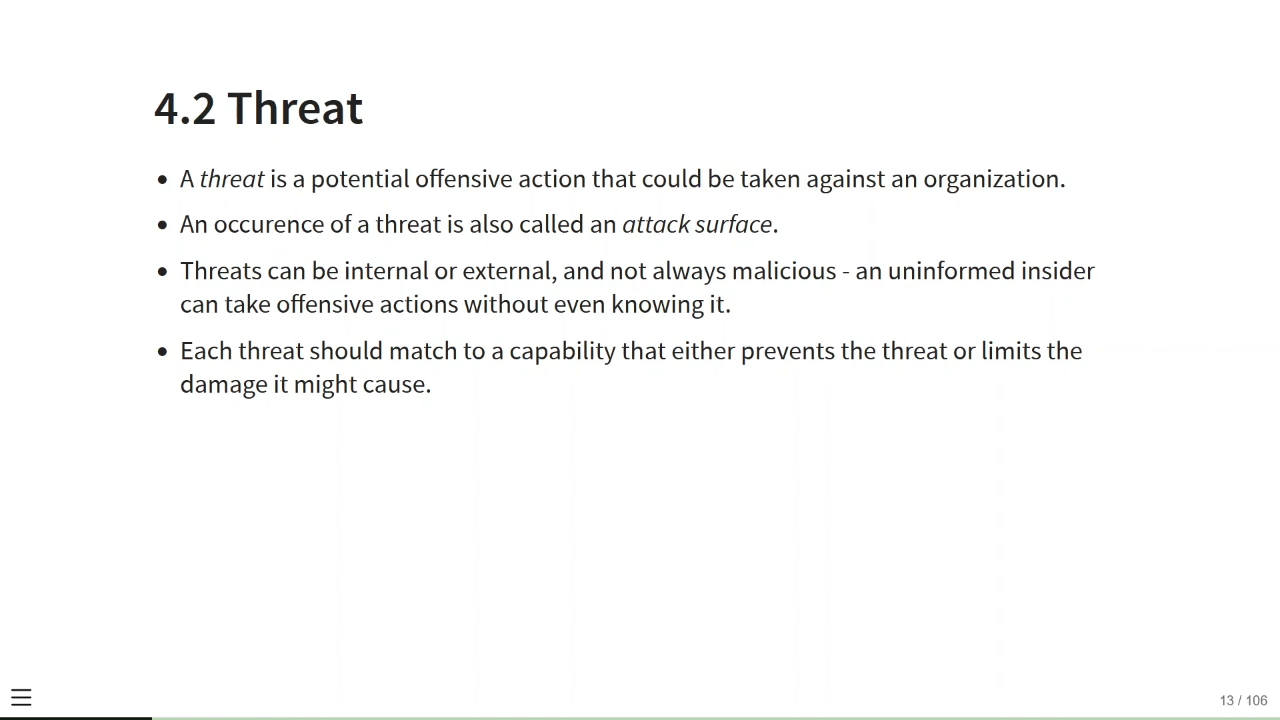 4.2 Threat
• A threat is a potential offensive action that could be taken against an organization.
• An occurence of a threat is also called an attack surface.
• Threats can be internal or external, and not always malicious - an uninformed insider
can take offensive actions without even knowing it.
• Each threat should match to a capability that either prevents the threat or limits the
damage it might cause.
13 / 106